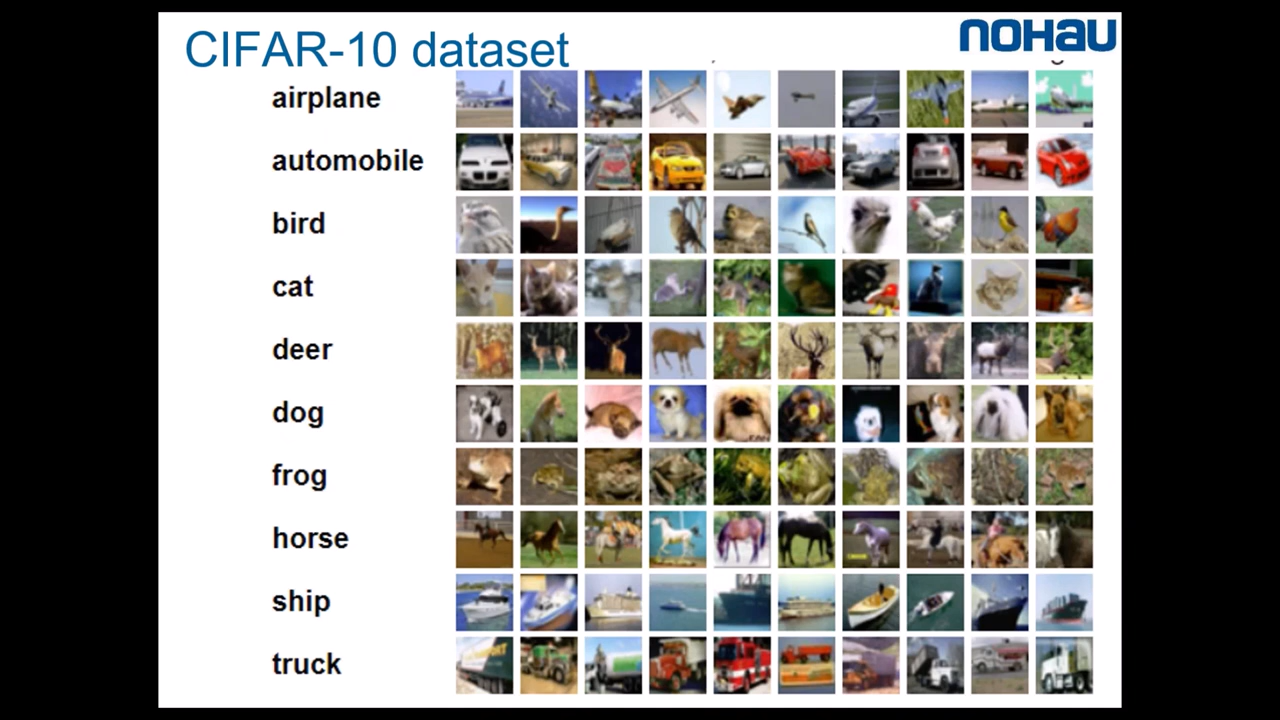 CIFAR-10 dataset
nohau
airplane
automobile
bird
cat
deer
dog
frog
horse
ship
truck